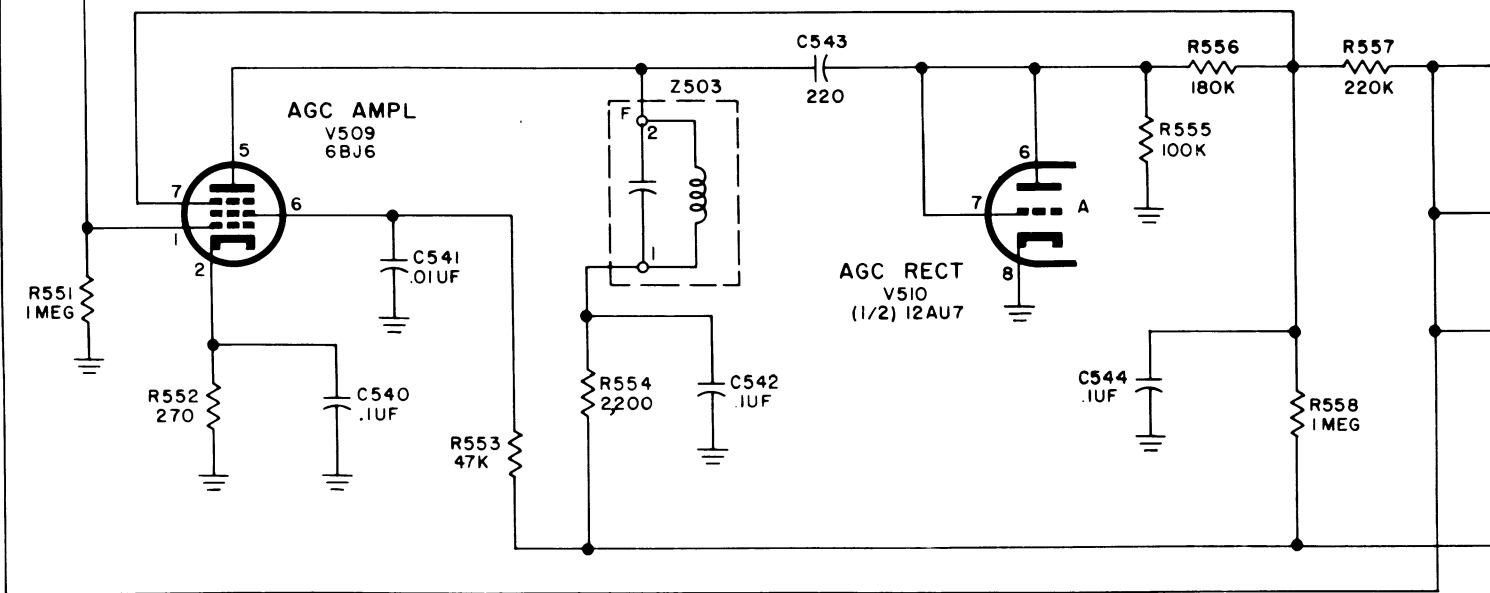 C543
220
R556
180K
R557
220K
Z503
F
2
1
AGC AMPL
V509
6BJ6
5
7
6
1
2
R555
100K
6
7
A
8
AGC RECT
V510
(1/2) 12AU7
C541
.01UF
R551
1MEG
R552
270
C540
.1UF
R553
47K
R554
2200
C542
.1UF
C544
.1UF
R558
1MEG